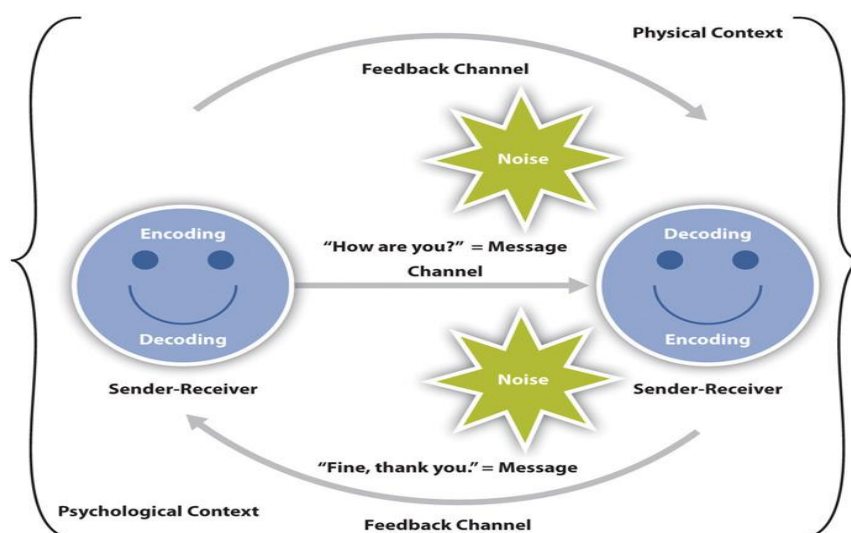 Physical Context
Feedback Channel
Noise
Encoding
Decoding
“How are you?” = Message
Channel
Decoding
Encoding
Noise
Sender-Receiver
Sender-Receiver
“Fine, thank you.” = Message
Psychological Context
Feedback Channel